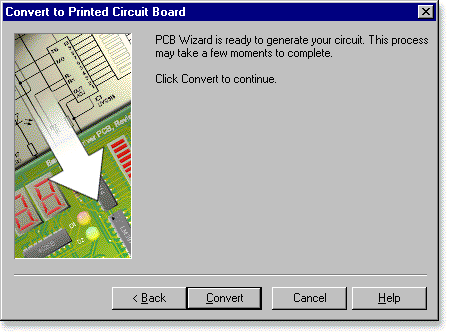 Convert to Printed Circuit Board
PCB Wizard is ready to generate your circuit. This process
may take a few moments to complete.
Click Convert to continue.
< Back
Convert
Cancel
Help